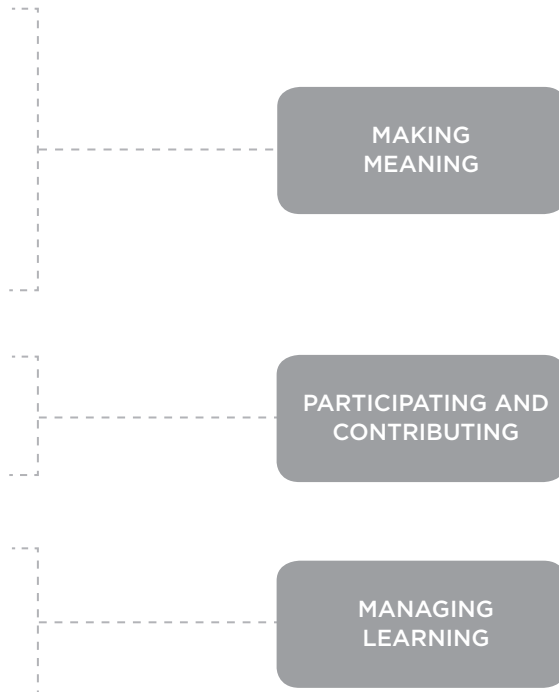 MAKING
MEANING
PARTICIPATING AND
CONTRIBUTING
MANAGING
LEARNING